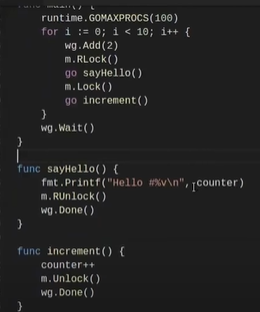 func main() {
    runtime.GOMAXPROCS(100)
    for i := 0; i < 10; i++ {
        wg.Add(2)
        m.RLock()
        go sayHello()
        m.Lock()
        go increment()
    }
    wg.Wait()
}
func sayHello() {
    fmt.Printf("Hello #%v\n", counter)
    m.RUnlock()
    wg.Done()
}
func increment() {
    counter++
    m.Unlock()
    wg.Done()
}